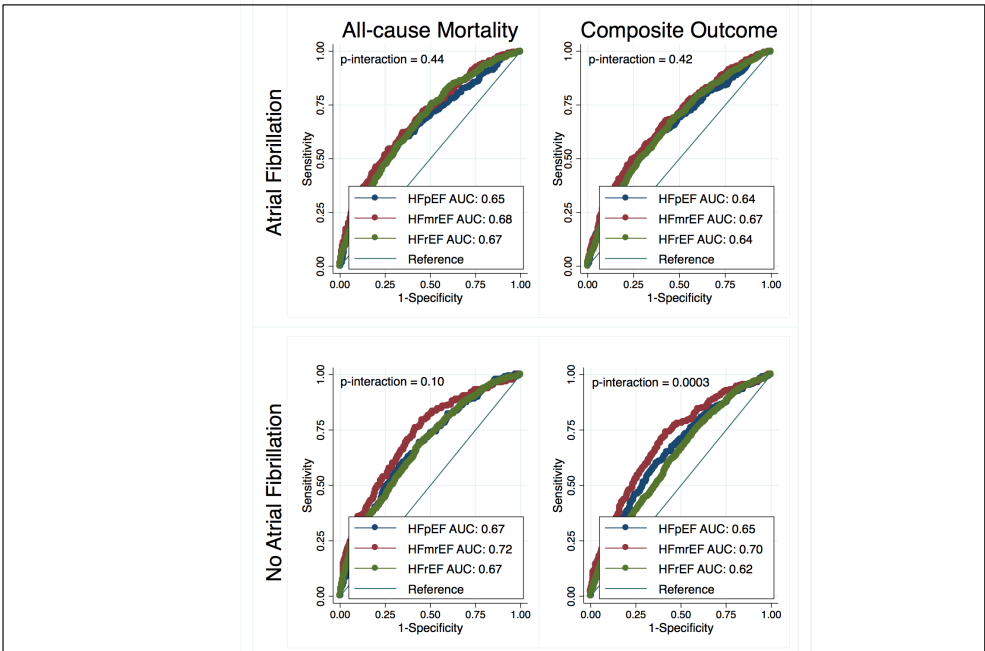 All-cause Mortality
Composite Outcome
Atrial Fibrillation
p-interaction = 0.44
Sensitivity
1.00
0.75
0.50
0.25
0.00
HFpEF AUC: 0.65
HFmrEF AUC: 0.68
HFrEF AUC: 0.67
Reference
0.00 0.25 0.50 0.75 1.00
1-Specificity
p-interaction = 0.42
Sensitivity
1.00
0.75
0.50
0.25
0.00
HFpEF AUC: 0.64
HFmrEF AUC: 0.67
HFrEF AUC: 0.64
Reference
0.00 0.25 0.50 0.75 1.00
1-Specificity
No Atrial Fibrillation
p-interaction = 0.10
Sensitivity
1.00
0.75
0.50
0.25
0.00
HFpEF AUC: 0.67
HFmrEF AUC: 0.72
HFrEF AUC: 0.67
Reference
0.00 0.25 0.50 0.75 1.00
1-Specificity
p-interaction = 0.0003
Sensitivity
1.00
0.75
0.50
0.25
0.00
HFpEF AUC: 0.65
HFmrEF AUC: 0.70
HFrEF AUC: 0.62
Reference
0.00 0.25 0.50 0.75 1.00
1-Specificity